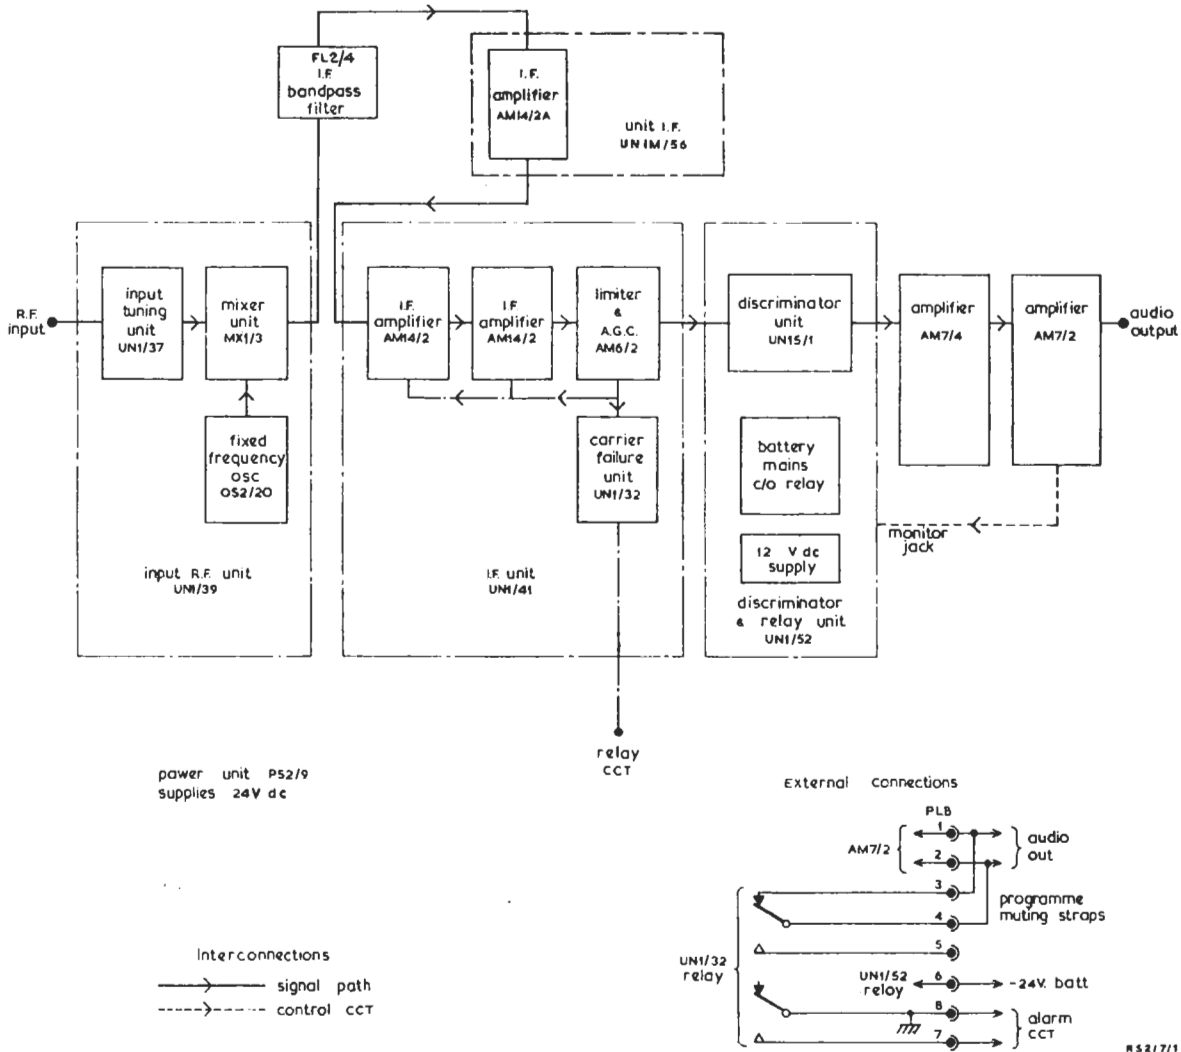 FL2/4
I.F.
bandpass
filter
I.F.
amplifier
AM14/2A
unit I.F.
UN1M/56
R.F.
input
input
tuning
unit
UN1/37
mixer
unit
MX1/3
fixed
frequency
osc
OS2/20
input R.F. unit
UN1/39
I.F.
amplifier
AM14/2
I.F.
amplifier
AM14/2
limiter
&
A.G.C.
AM6/2
carrier
failure
unit
UN1/32
I.F. unit
UN1/41
relay
CCT
discriminator
unit
UN15/1
battery
mains
c/o relay
12 V dc
supply
discriminator
& relay unit
UN1/52
amplifier
AM7/4
amplifier
AM7/2
audio
output
monitor
jack
power unit PS2/9
supplies 24V dc
Interconnections
signal path
control CCT
External connections
PLB
AM7/2
1
2
audio
out
3
4
programme
muting straps
5
UN1/32
relay
UN1/52
relay
6
-24V. batt
8
7
alarm
CCT
RS2/7/1